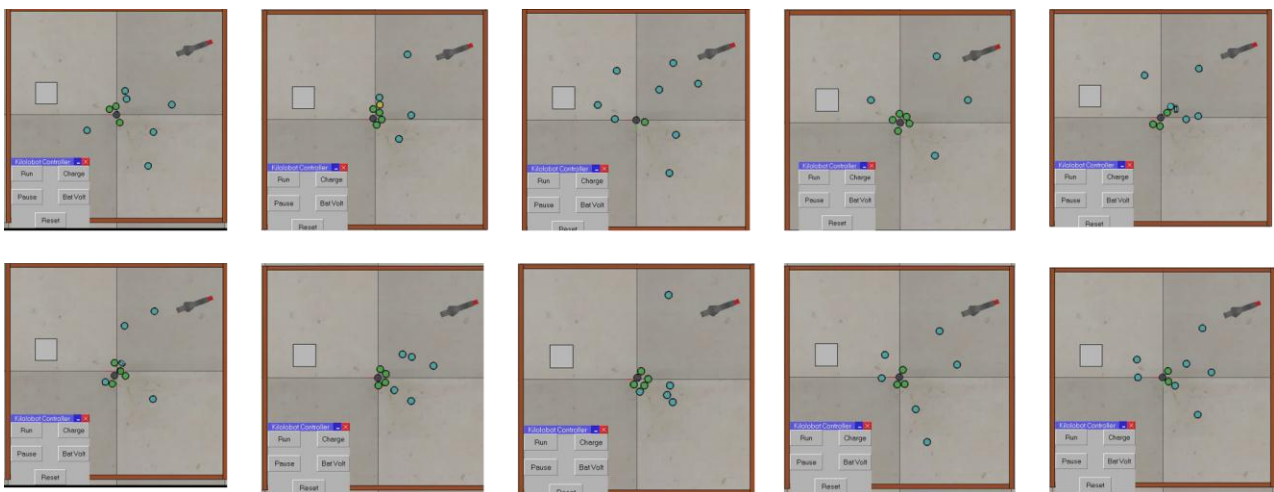 Kilolobot Controller
Run Charge
Pause Bat Volt
Reset
Kilolobot Controller
Run Charge
Pause Bat Volt
Reset
Kilolobot Controller
Run Charge
Pause Bat Volt
Reset
Kilolobot Controller
Run Charge
Pause Bat Volt
Reset
Kilolobot Controller
Run Charge
Pause Bat Volt
Reset
Kilolobot Controller
Run Charge
Pause Bat Volt
Reset
Kilolobot Controller
Run Charge
Pause Bat Volt
Reset
Kilolobot Controller
Run Charge
Pause Bat Volt
Reset
Kilolobot Controller
Run Charge
Pause Bat Volt
Reset
Kilolobot Controller
Run Charge
Pause Bat Volt
Reset